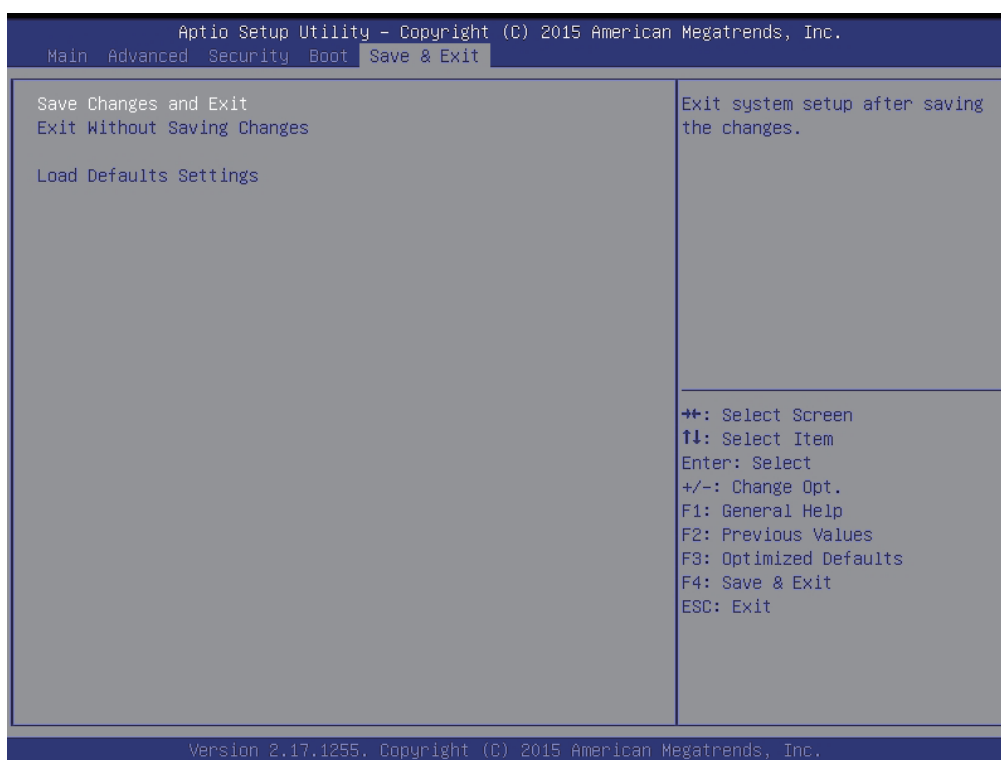 Aptio Setup Utility – Copyright (C) 2015 American Megatrends, Inc.
Main Advanced Security Boot Save & Exit
Save Changes and Exit
Exit Without Saving Changes
Load Defaults Settings
Exit system setup after saving
the changes.
→←: Select Screen
↑↓: Select Item
Enter: Select
+/-: Change Opt.
F1: General Help
F2: Previous Values
F3: Optimized Defaults
F4: Save & Exit
ESC: Exit
Version 2.17.1255. Copyright (C) 2015 American Megatrends, Inc.